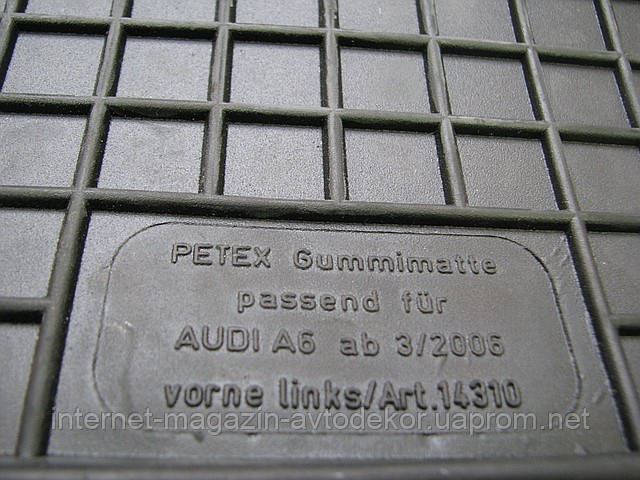 PETEX Gummimatte
passend für
AUDI A6 ab 3/2006
vorne links/Art.14310
internet-magazin-avtodekor.uaprom.net